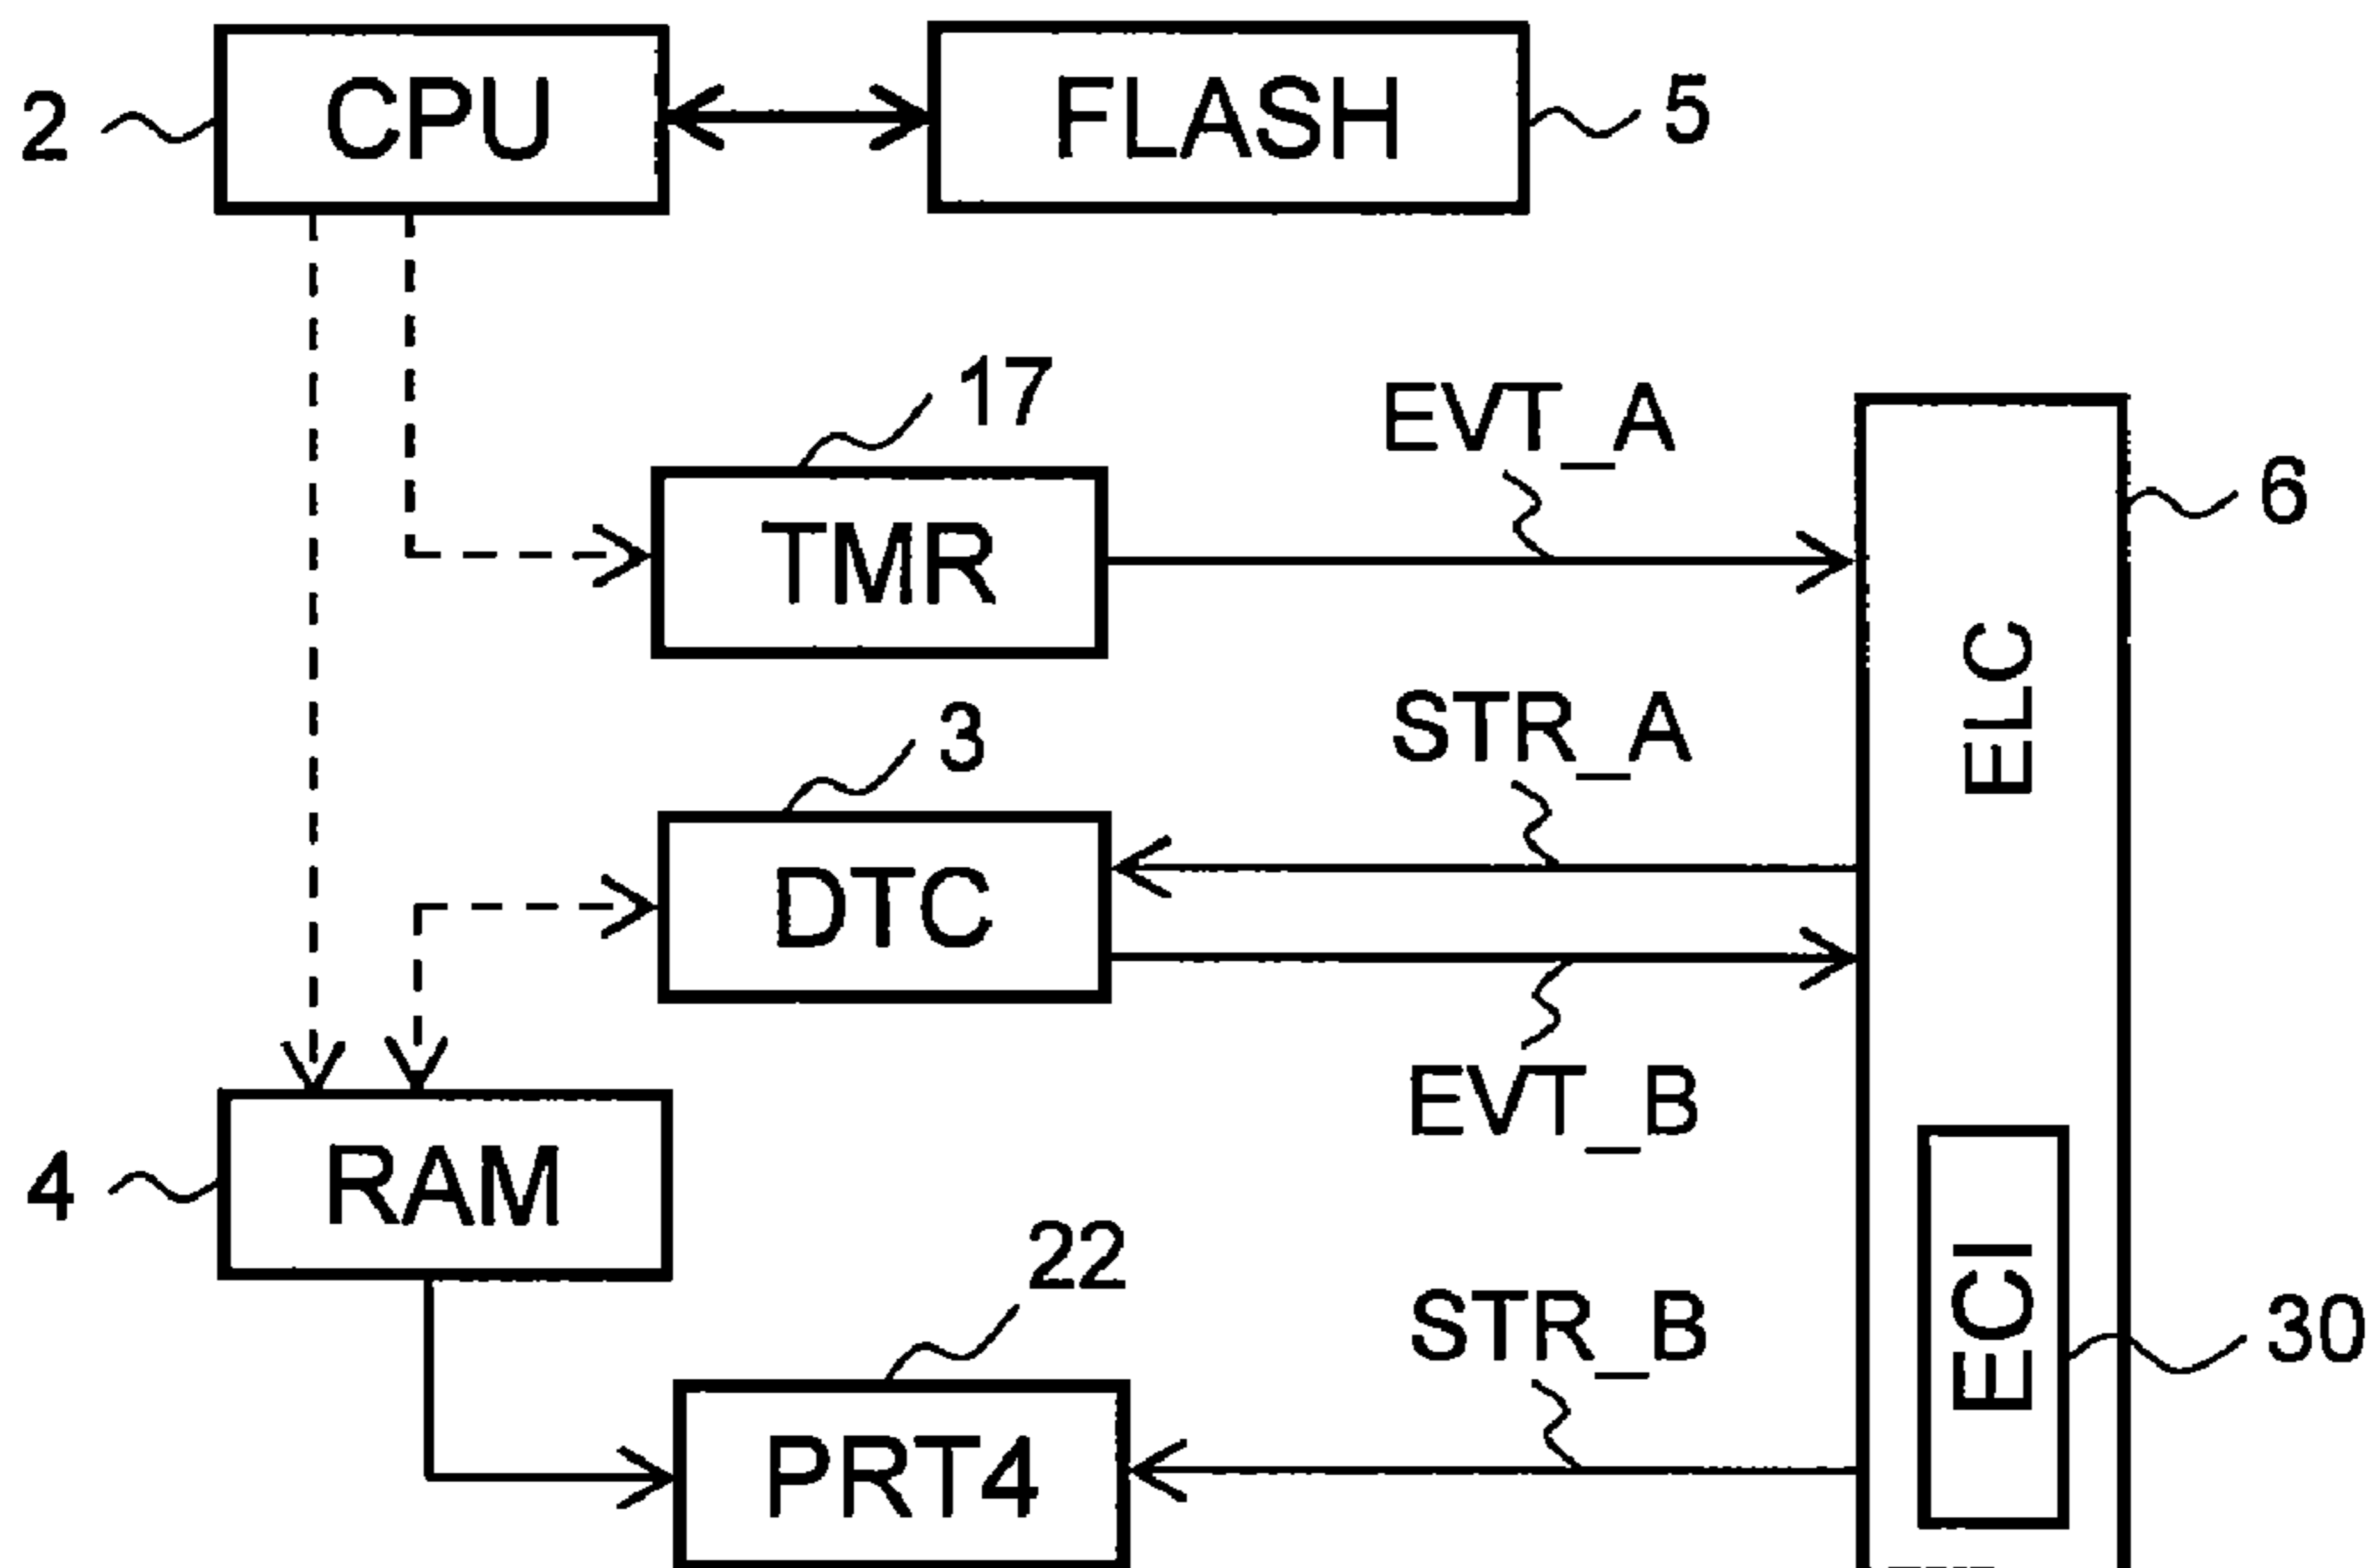 2
CPU
FLASH
5
17
EVT_A
TMR
6
ELC
3
STR_A
DTC
EVT_B
4
RAM
22
STR_B
ECI
30
PRT4